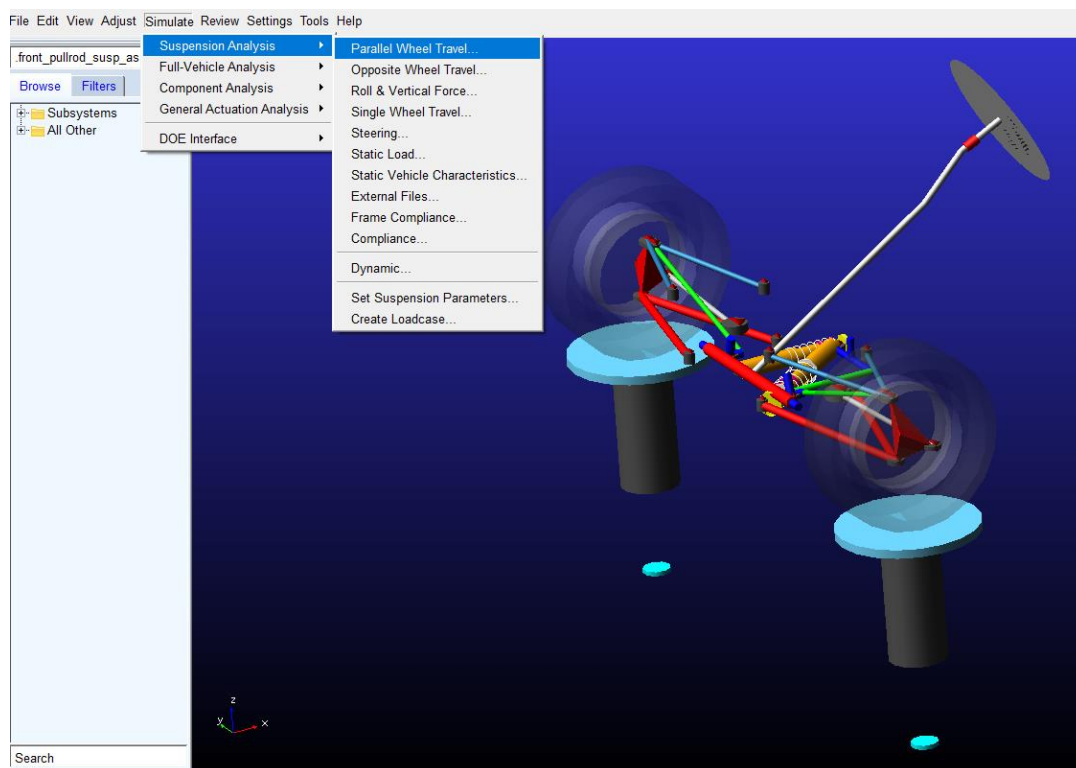 File Edit View Adjust Simulate Review Settings Tools Help
.front_pullrod_susp_as
Browse Filters
Subsystems
All Other
Suspension Analysis
Full-Vehicle Analysis
Component Analysis
General Actuation Analysis
DOE Interface
Parallel Wheel Travel...
Opposite Wheel Travel...
Roll & Vertical Force...
Single Wheel Travel...
Steering...
Static Load...
Static Vehicle Characteristics...
External Files...
Frame Compliance...
Compliance...
Dynamic...
Set Suspension Parameters...
Create Loadcase...
z
y
x
Search